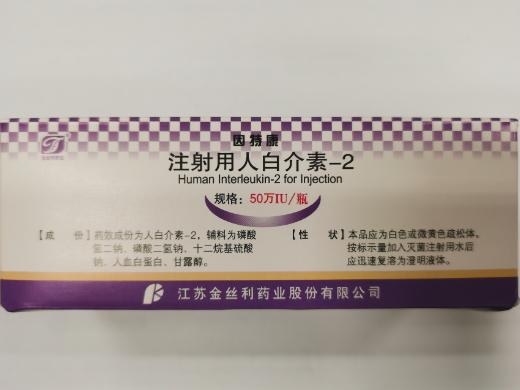 因特康
注射用人白介素-2
Human Interleukin-2 for Injection
规格：50万IU/瓶
【成 份】药效成份为人白介素-2，辅料为磷酸
氢二钠、磷酸二氢钠、十二烷基硫酸
钠、人血白蛋白、甘露醇。
【性 状】本品应为白色或微黄色疏松体。
按标示量加入灭菌注射用水后
应迅速复溶为澄明液体。
江苏金丝利药业股份有限公司